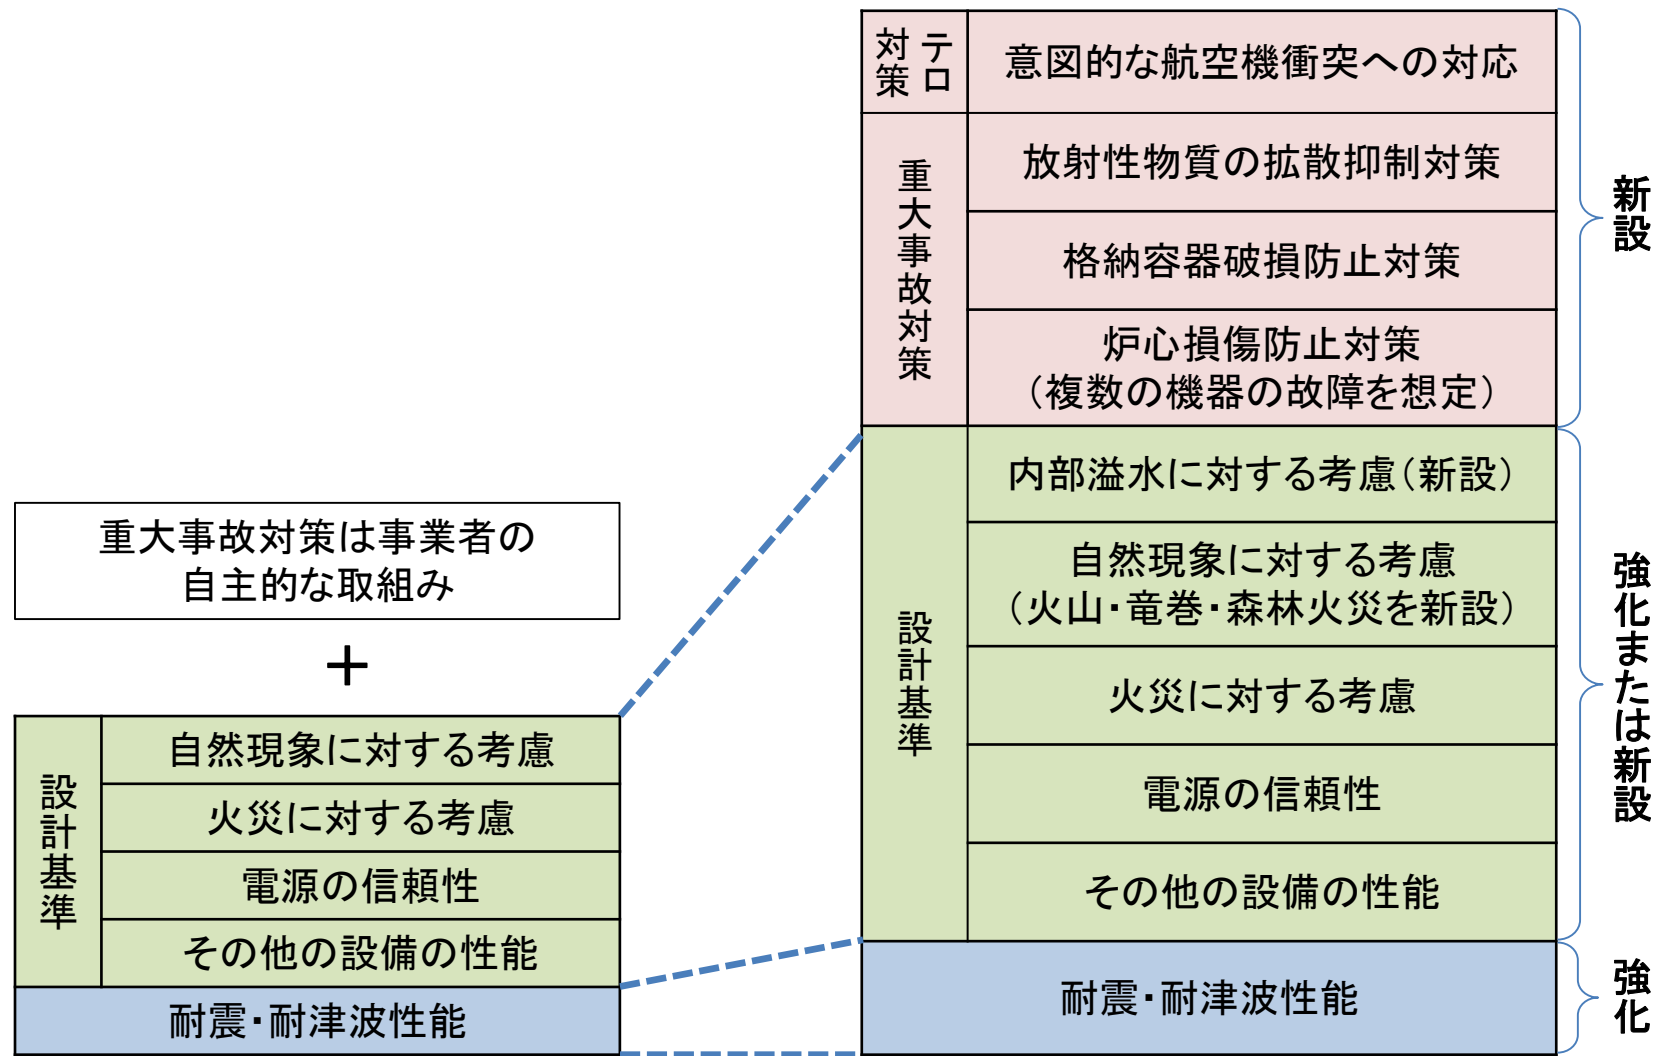 重大事故対策は事業者の
自主的な取組み
＋
設計基準
自然現象に対する考慮
火災に対する考慮
電源の信頼性
その他の設備の性能
耐震・耐津波性能
テロ
対策
意図的な航空機衝突への対応
重大事故対策
放射性物質の拡散抑制対策
格納容器破損防止対策
炉心損傷防止対策
（複数の機器の故障を想定）
設計基準
内部溢水に対する考慮（新設）
自然現象に対する考慮
（火山・竜巻・森林火災を新設）
火災に対する考慮
電源の信頼性
その他の設備の性能
耐震・耐津波性能
新設
強化または新設
強化